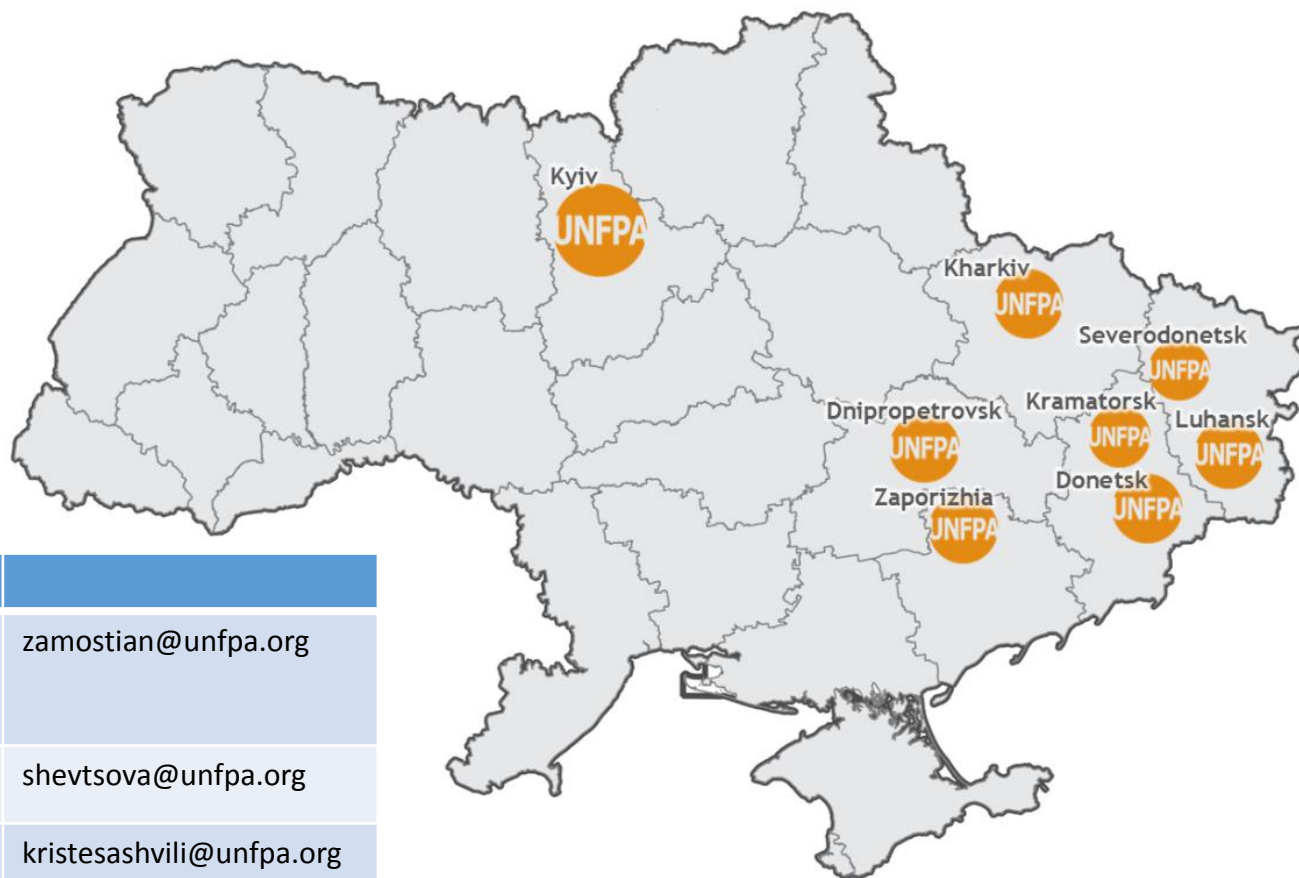 Kyiv
UNFPA
Kharkiv
UNFPA
Severodonetsk
UNFPA
Kramatorsk
UNFPA
Luhansk
UNFPA
Dnipropetrovsk
UNFPA
Donetsk
UNFPA
Zaporizhia
UNFPA
zamostian@unfpa.org
shevtsova@unfpa.org
kristesashvili@unfpa.org